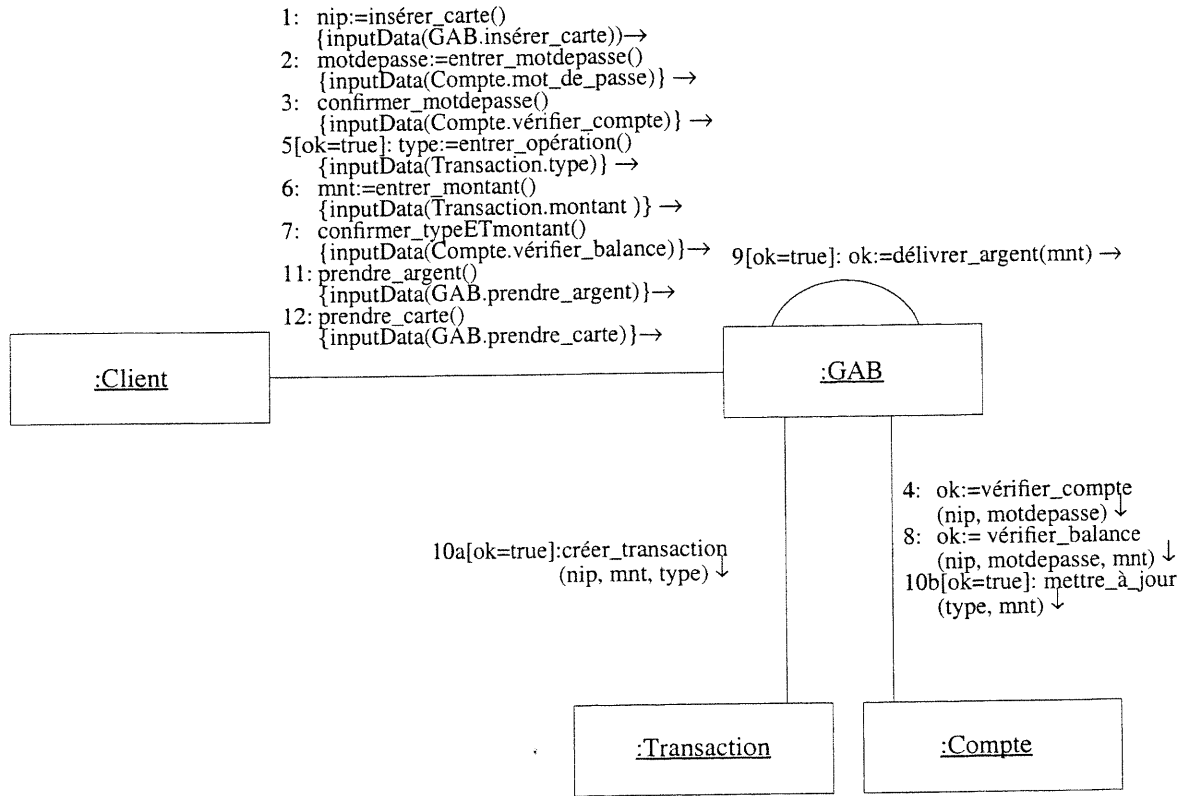 1: nip:=insérer_carte()
{inputData(GAB.insérer_carte))→
2: motdepasse:=entrer_motdepasse()
{inputData(Compte.mot_de_passe)} →
3: confirmer_motdepasse()
{inputData(Compte.vérifier_compte)} →
5[ok=true]: type:=entrer_opération()
{inputData(Transaction.type)} →
6: mnt:=entrer_montant()
{inputData(Transaction.montant )} →
7: confirmer_typeETmontant()
{inputData(Compte.vérifier_balance)}→
11: prendre_argent()
{inputData(GAB.prendre_argent)}→
12: prendre_carte()
{inputData(GAB.prendre_carte)}→
9[ok=true]: ok:=délivrer_argent(mnt) →
:Client
:GAB
10a[ok=true]:créer_transaction
(nip, mnt, type) ↓
4: ok:=vérifier_compte
(nip, motdepasse) ↓
8: ok:= vérifier_balance
(nip, motdepasse, mnt) ↓
10b[ok=true]: mettre_à_jour
(type, mnt) ↓
:Transaction
:Compte